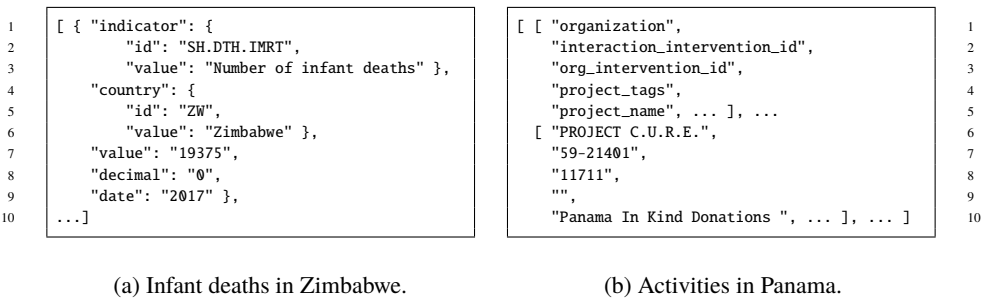 1 [ { "indicator": {
2 "id": "SH.DTH.IMRT",
3 "value": "Number of infant deaths" },
4 "country": {
5 "id": "ZW",
6 "value": "Zimbabwe" },
7 "value": "19375",
8 "decimal": "0",
9 "date": "2017" },
10 ...]
(a) Infant deaths in Zimbabwe.
[ [ "organization", 1
"interaction_intervention_id", 2
"org_intervention_id", 3
"project_tags", 4
"project_name", ... ], ... 5
[ "PROJECT C.U.R.E.", 6
"59-21401", 7
"11711", 8
"", 9
"Panama In Kind Donations ", ... ], ... ] 10
(b) Activities in Panama.